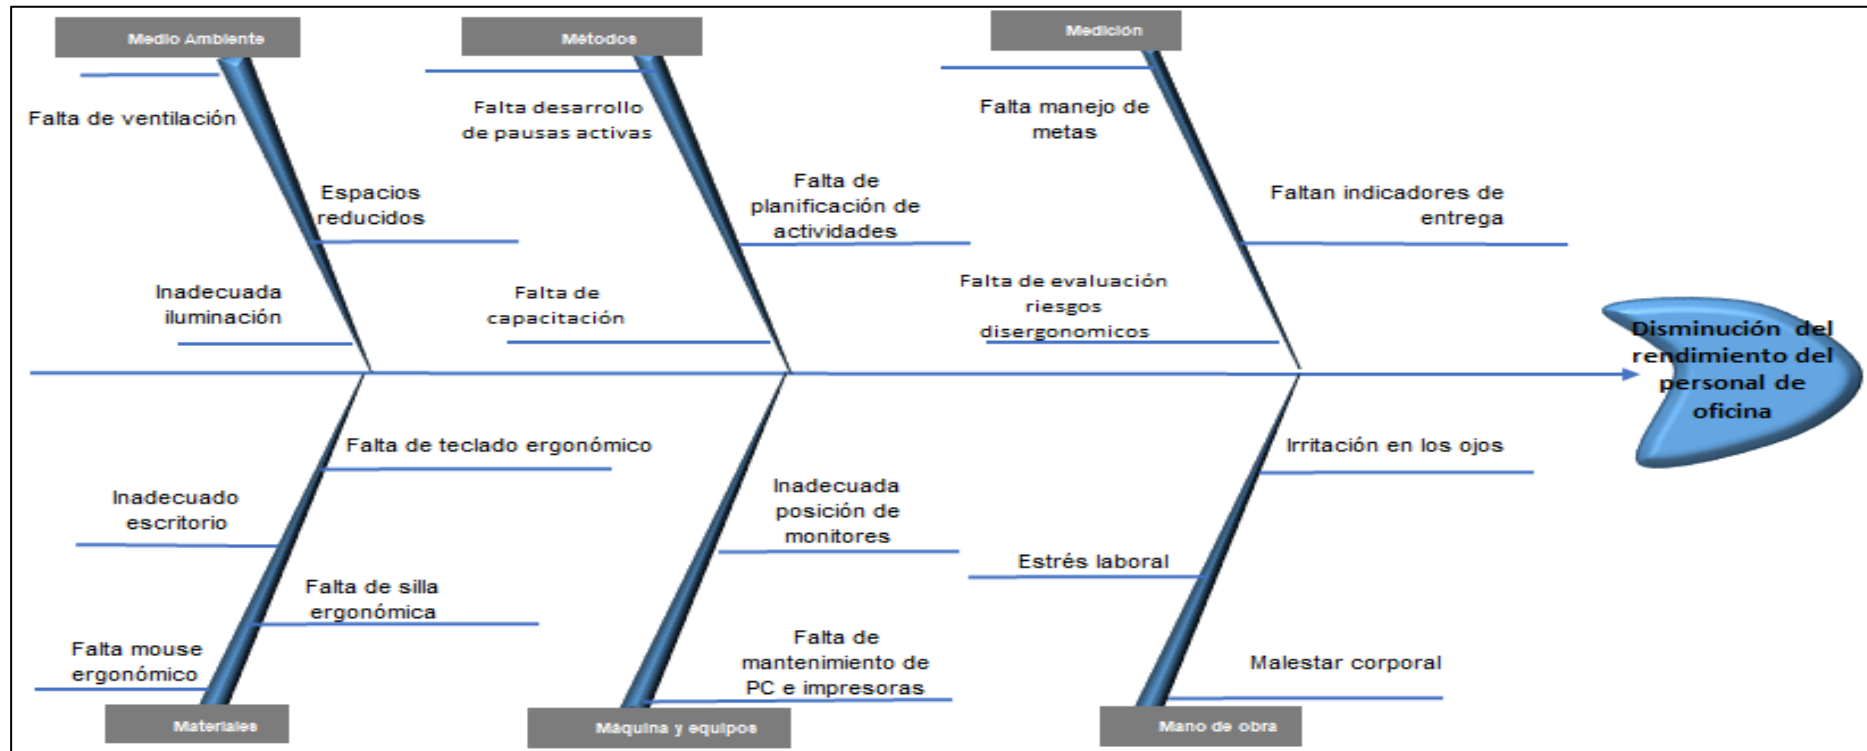 Medio Ambiente
Métodos
Medición
Falta de ventilación
Falta desarrollo
de pausas activas
Falta manejo de
metas
Espacios
reducidos
Falta de
planificación de
actividades
Faltan indicadores de
entrega
Inadecuada
iluminación
Falta de
capacitación
Falta de evaluación
riesgos
disergonomicos
Disminución del
rendimiento del
personal de
oficina
Falta de teclado ergonómico
Irritación en los ojos
Inadecuado
escritorio
Inadecuada
posición de
monitores
Estrés laboral
Falta de silla
ergonómica
Falta mouse
ergonómico
Falta de
mantenimiento de
PC e impresoras
Malestar corporal
Materiales
Máquina y equipos
Mano de obra